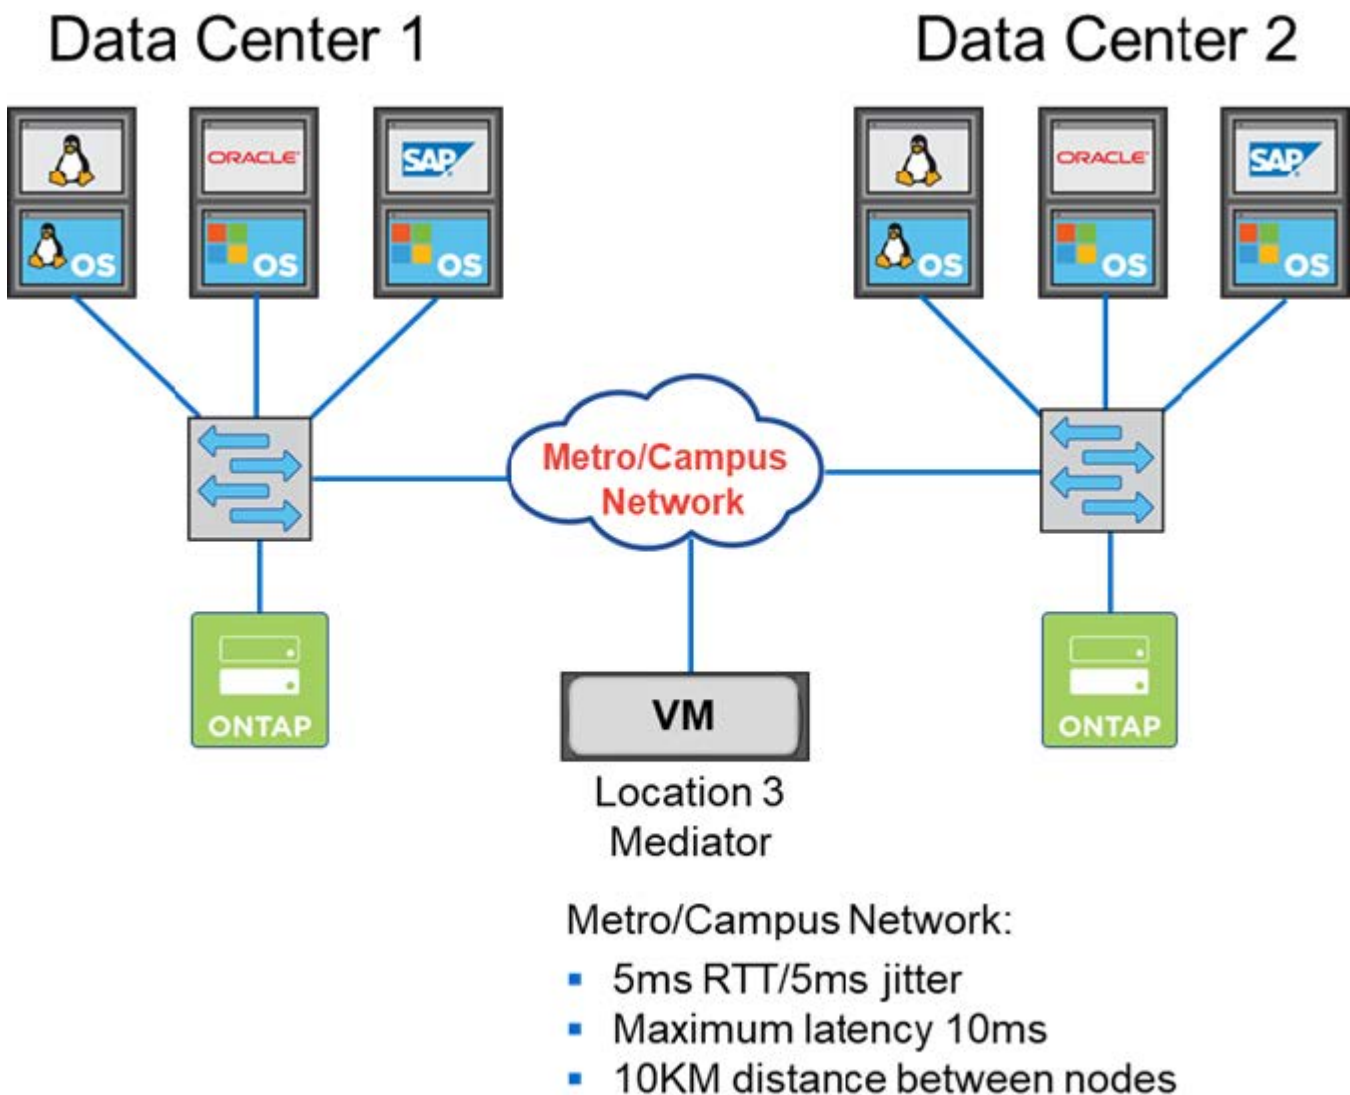 Data Center 1
Data Center 2
ORACLE
SAP
OS
OS
OS
ORACLE
SAP
OS
OS
OS
Metro/Campus
Network
ONTAP
ONTAP
VM
Location 3
Mediator
Metro/Campus Network:
▪ 5ms RTT/5ms jitter
▪ Maximum latency 10ms
▪ 10KM distance between nodes